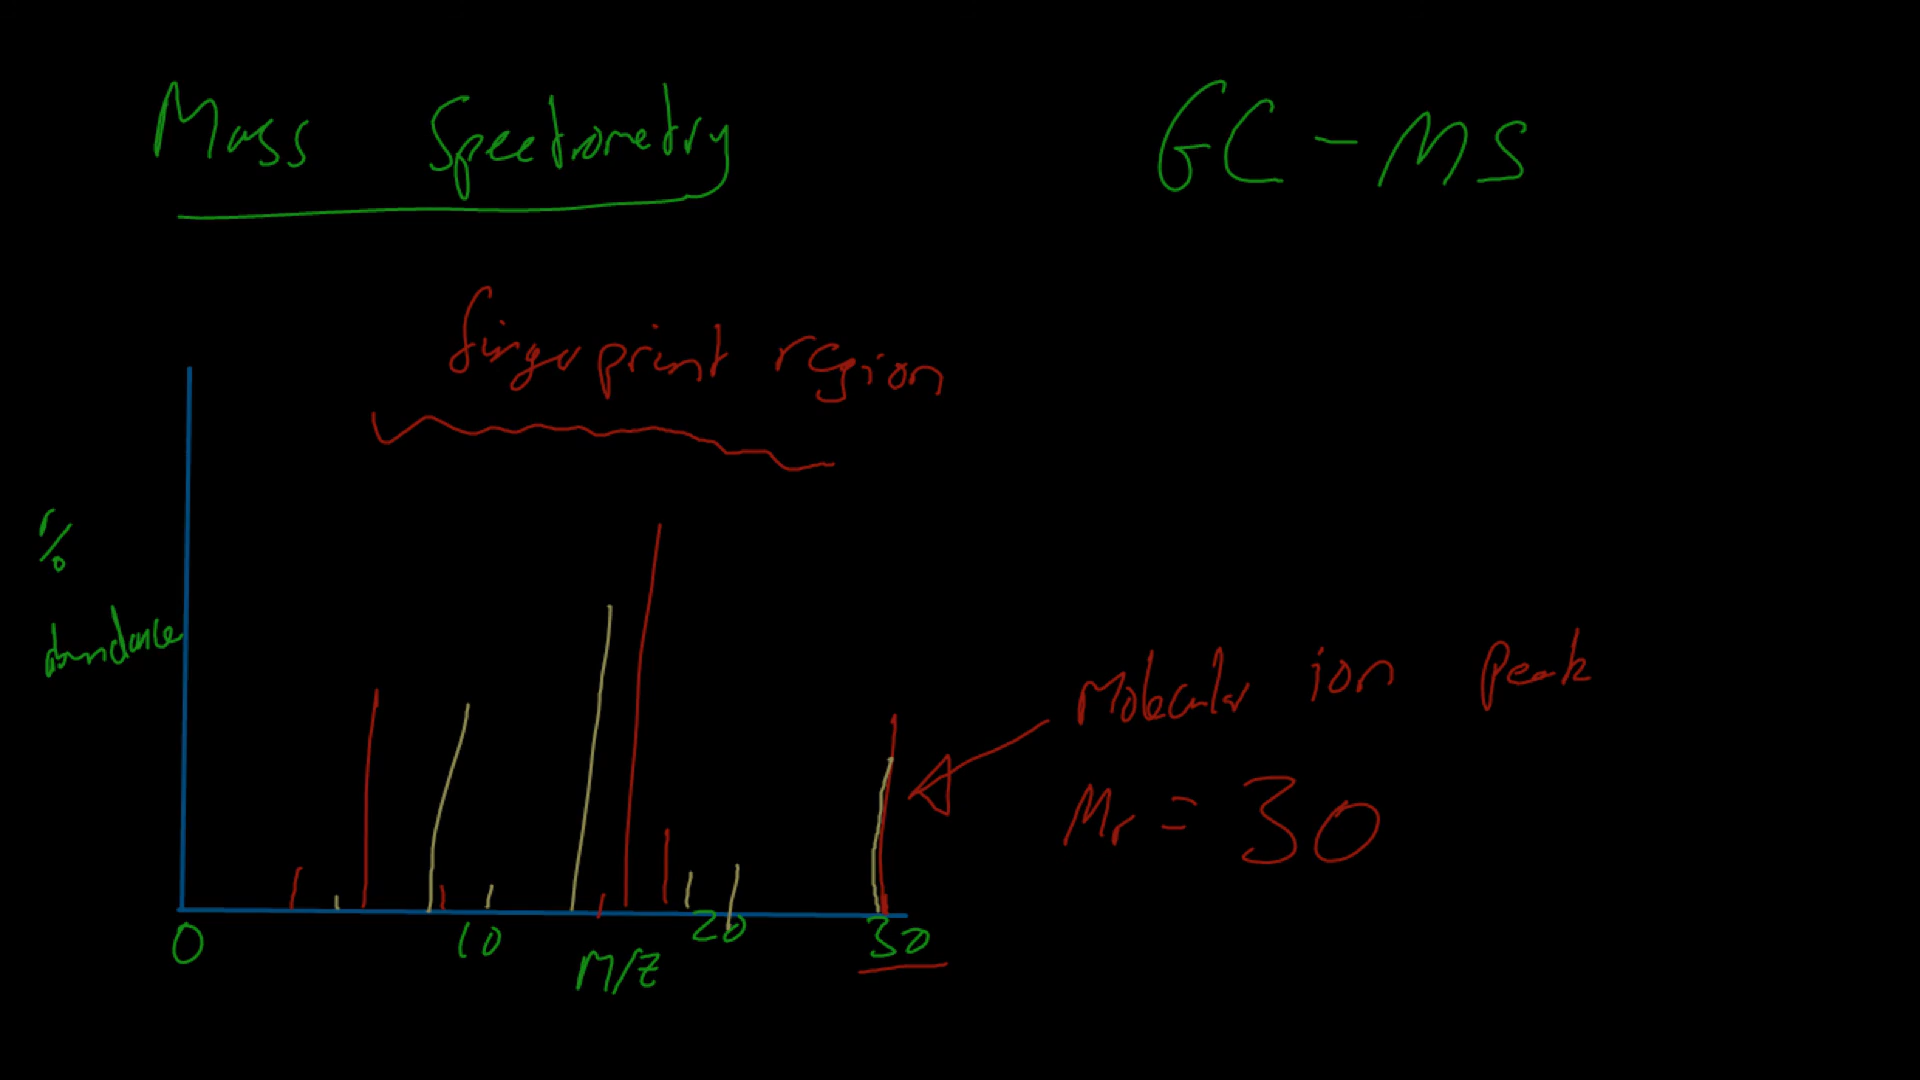 Mass Spectrometry
GC-MS
fingerprint region
%
abundance
Molecular ion peak
Mr = 30
0 10 20 30
M/Z